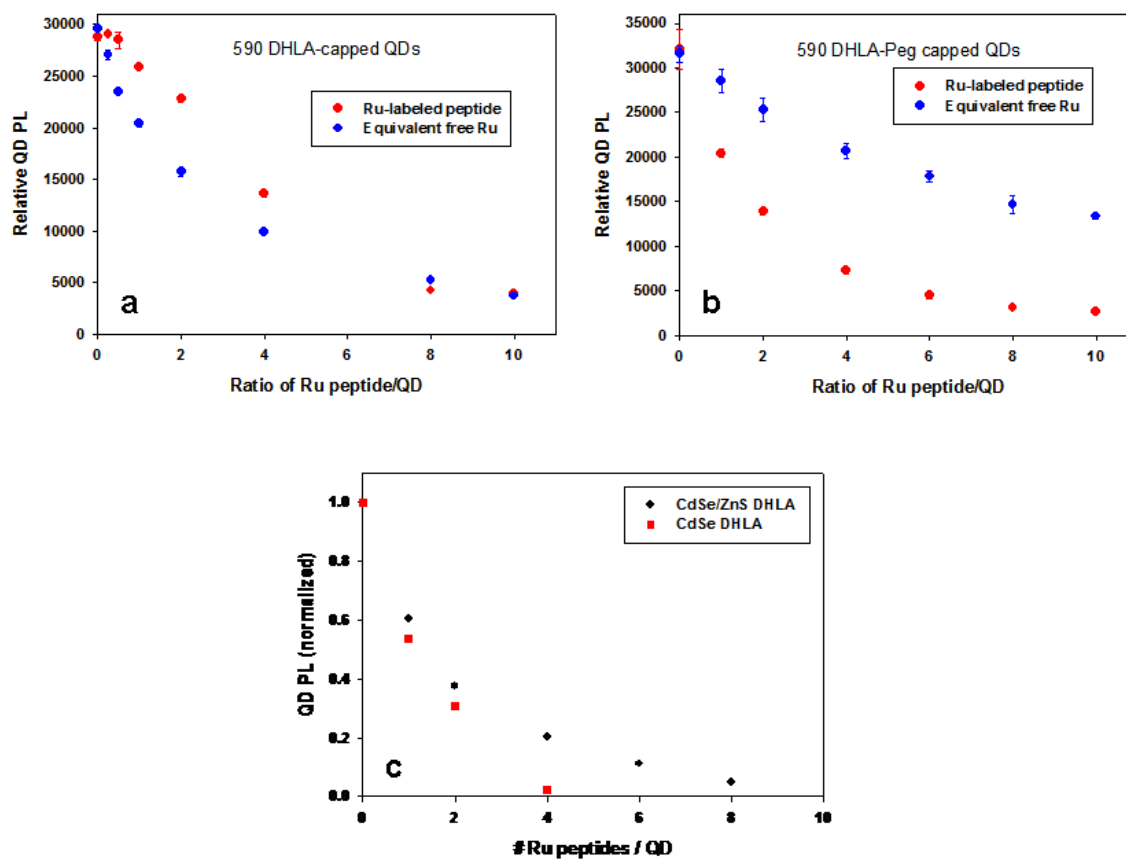 590 DHLA-capped QDs
Ru-labeled peptide
Equivalent free Ru
Relative QD PL
30000
25000
20000
15000
10000
5000
0
a
0 2 4 6 8 10
Ratio of Ru peptide/QD
590 DHLA-Peg capped QDs
Ru-labeled peptide
Equivalent free Ru
Relative QD PL
35000
30000
25000
20000
15000
10000
5000
0
b
0 2 4 6 8 10
Ratio of Ru peptide/QD
CdSe/ZnS DHLA
CdSe DHLA
QD PL (normalized)
1.0
0.8
0.6
0.4
0.2
0.0
c
0 2 4 6 8 10
# Ru peptides / QD